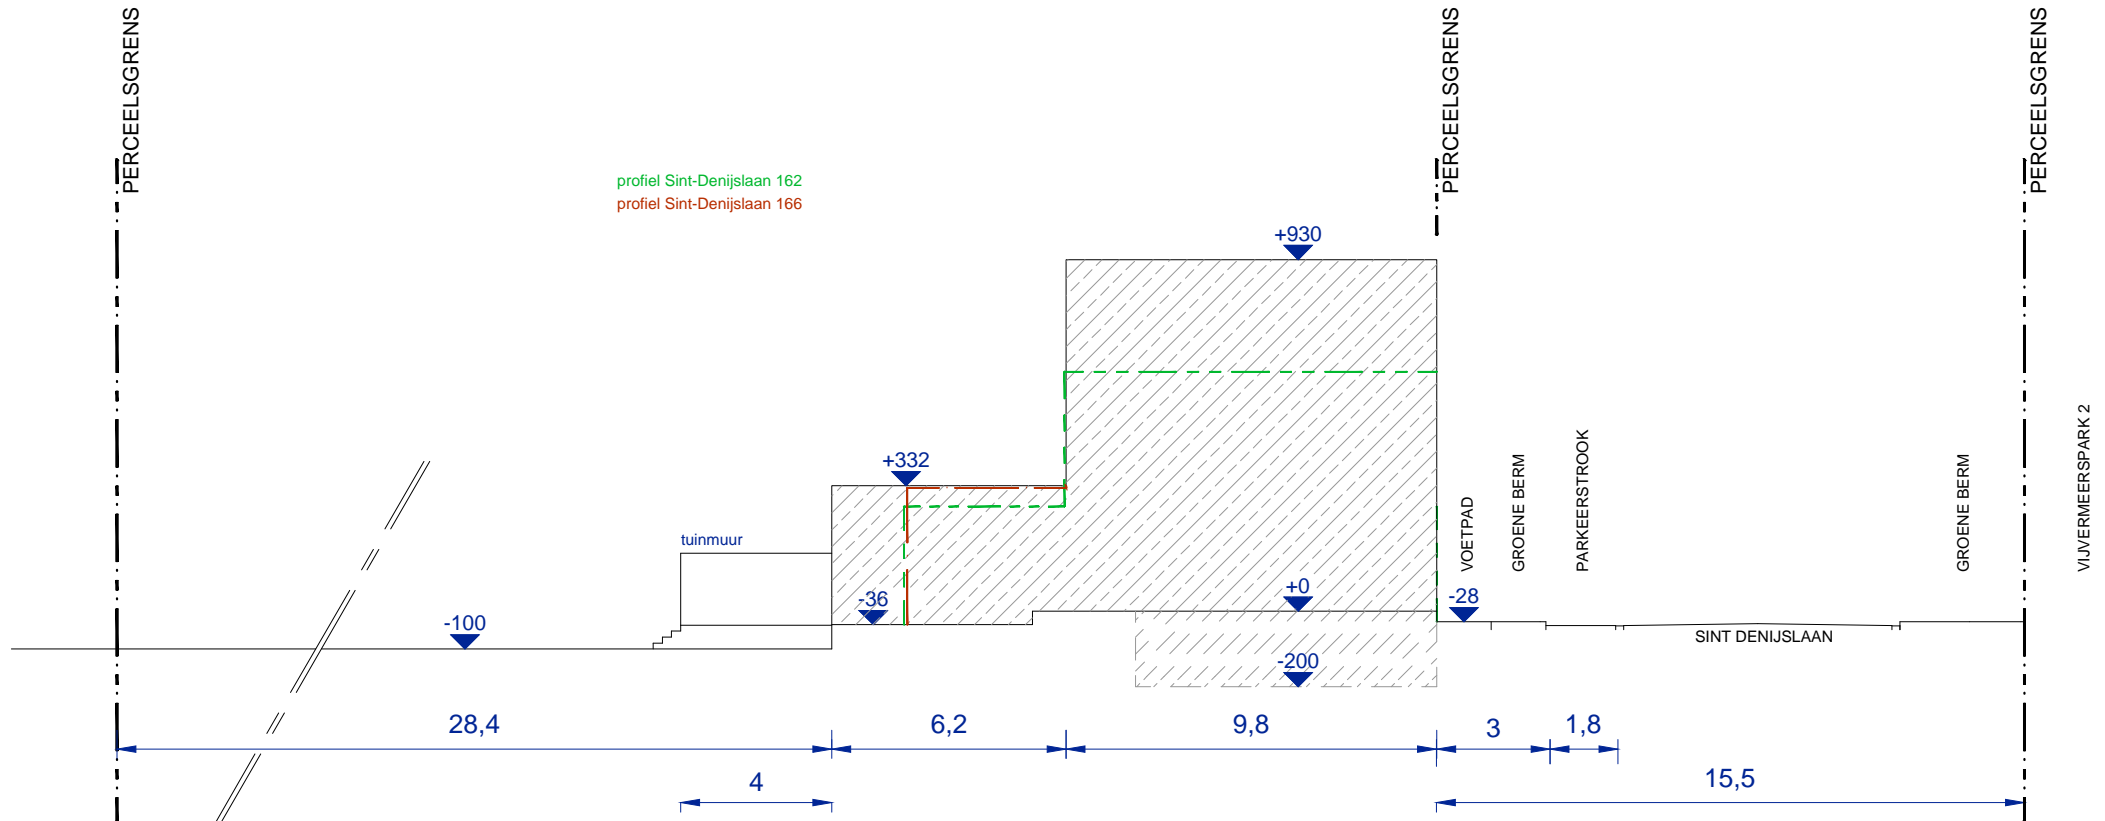 PERCEELSGRENS
PERCEELSGRENS
PERCEELSGRENS
profiel Sint-Denijslaan 162
profiel Sint-Denijslaan 166
+930
+332
tuinmuur
-36
+0
-28
-100
-200
VOETPAD
GROENE BERM
PARKEERSTROOK
GROENE BERM
VIJVERMEERSPARK 2
SINT DENIJSLAAN
28,4
6,2
9,8
3
1,8
4
15,5